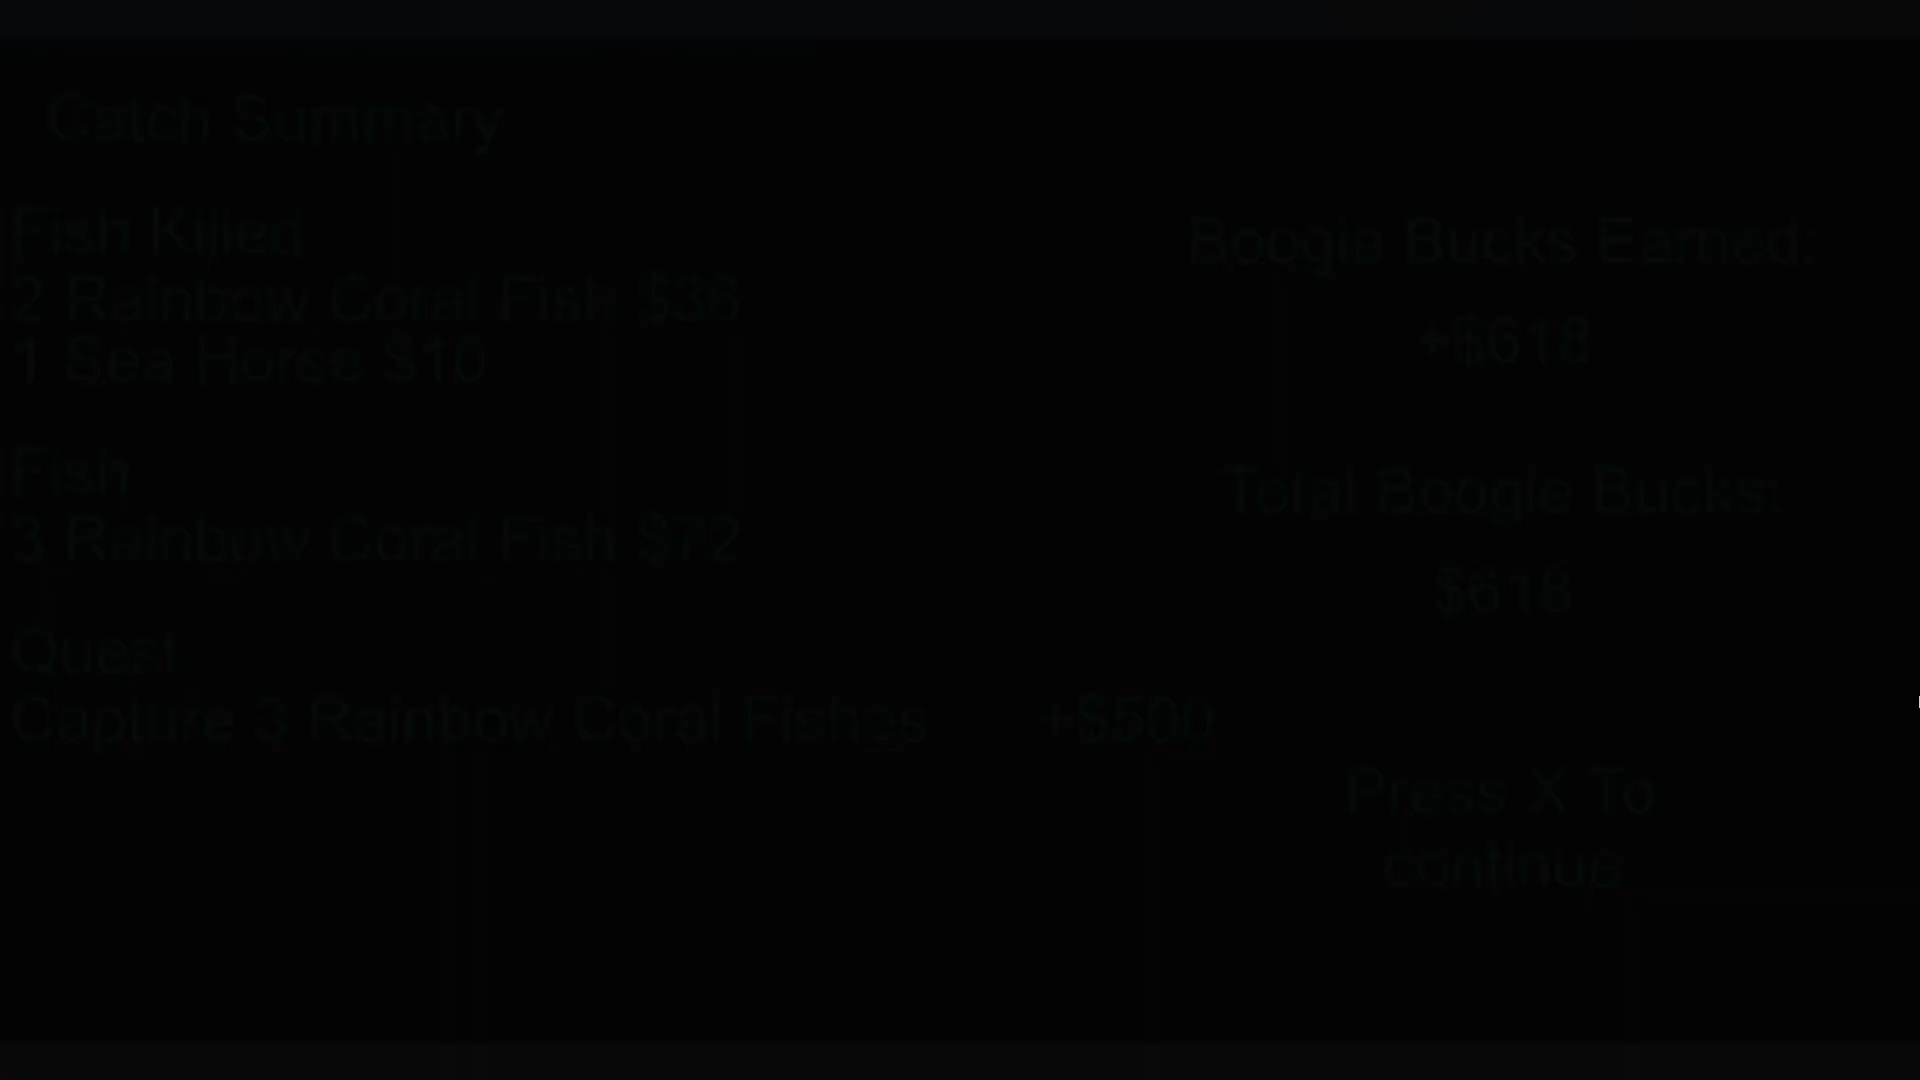 Catch Summary
Fish Killed
2 Rainbow Coral Fish $36
1 Sea Horse $10
Fish
3 Rainbow Coral Fish $72
Quest
Capture 3 Rainbow Coral Fishes +$500
Boogie Bucks Earned:
+$618
Total Boogie Bucks:
$618
Press X To
continue